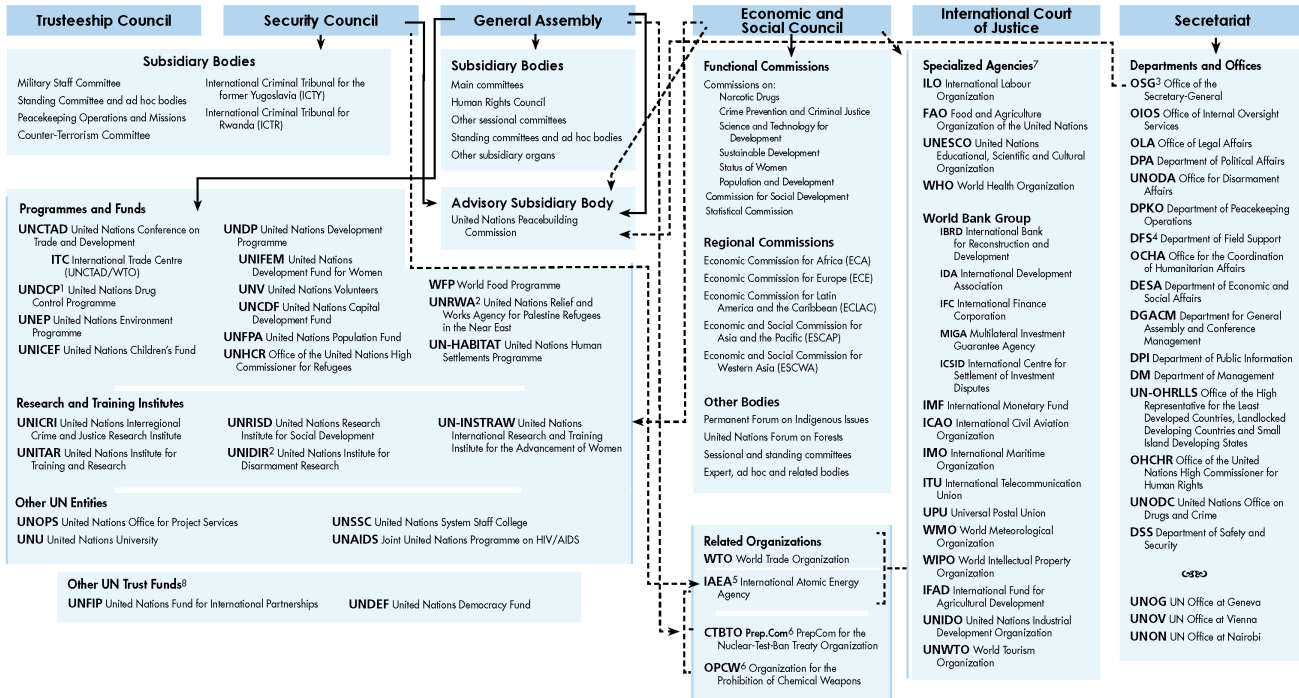 Trusteeship Council
Security Council
General Assembly
Economic and
Social Council
International Court
of Justice
Secretariat
Subsidiary Bodies
Military Staff Committee
Standing Committee and ad hoc bodies
Peacekeeping Operations and Missions
Counter-Terrorism Committee
International Criminal Tribunal for the
former Yugoslavia (ICTY)
International Criminal Tribunal for
Rwanda (ICTR)
Subsidiary Bodies
Main committees
Human Rights Council
Other sessional committees
Standing committees and ad hoc bodies
Other subsidiary organs
Advisory Subsidiary Body
United Nations Peacebuilding
Commission
Programmes and Funds
UNCTAD United Nations Conference on
Trade and Development
ITC International Trade Centre
(UNCTAD/WTO)
UNDCP1 United Nations Drug
Control Programme
UNEP United Nations Environment
Programme
UNICEF United Nations Children's Fund
UNDP United Nations Development
Programme
UNIFEM United Nations
Development Fund for Women
UNV United Nations Volunteers
UNCDF United Nations Capital
Development Fund
UNFPA United Nations Population Fund
UNHCR Office of the United Nations High
Commissioner for Refugees
WFP World Food Programme
UNRWA2 United Nations Relief and
Works Agency for Palestine Refugees
in the Near East
UN-HABITAT United Nations Human
Settlements Programme
Research and Training Institutes
UNICRI United Nations Interregional
Crime and Justice Research Institute
UNITAR United Nations Institute for
Training and Research
UNRISD United Nations Research
Institute for Social Development
UNIDIR2 United Nations Institute for
Disarmament Research
UN-INSTRAW United Nations
International Research and Training
Institute for the Advancement of Women
Other UN Entities
UNOPS United Nations Office for Project Services
UNU United Nations University
UNSSC United Nations System Staff College
UNAIDS Joint United Nations Programme on HIV/AIDS
Other UN Trust Funds8
UNFIP United Nations Fund for International Partnerships
UNDEF United Nations Democracy Fund
Functional Commissions
Commissions on:
Narcotic Drugs
Crime Prevention and Criminal Justice
Science and Technology for
Development
Sustainable Development
Status of Women
Population and Development
Commission for Social Development
Statistical Commission
Regional Commissions
Economic Commission for Africa (ECA)
Economic Commission for Europe (ECE)
Economic Commission for Latin
America and the Caribbean (ECLAC)
Economic and Social Commission for
Asia and the Pacific (ESCAP)
Economic and Social Commission for
Western Asia (ESCWA)
Other Bodies
Permanent Forum on Indigenous Issues
United Nations Forum on Forests
Sessional and standing committees
Expert, ad hoc and related bodies
Related Organizations
WTO World Trade Organization
IAEA5 International Atomic Energy
Agency
CTBTO Prep.Com6 PrepCom for the
Nuclear-Test-Ban Treaty Organization
OPCW6 Organization for the
Prohibition of Chemical Weapons
Specialized Agencies7
ILO International Labour
Organization
FAO Food and Agriculture
Organization of the United Nations
UNESCO United Nations
Educational, Scientific and Cultural
Organization
WHO World Health Organization
World Bank Group
IBRD International Bank
for Reconstruction and
Development
IDA International Development
Association
IFC International Finance
Corporation
MIGA Multilateral Investment
Guarantee Agency
ICSID International Centre for
Settlement of Investment
Disputes
IMF International Monetary Fund
ICAO International Civil Aviation
Organization
IMO International Maritime
Organization
ITU International Telecommunication
Union
UPU Universal Postal Union
WMO World Meteorological
Organization
WIPO World Intellectual Property
Organization
IFAD International Fund for
Agricultural Development
UNIDO United Nations Industrial
Development Organization
UNWTO World Tourism
Organization
Departments and Offices
OSG3 Office of the
Secretary-General
OIOS Office of Internal Oversight
Services
OLA Office of Legal Affairs
DPA Department of Political Affairs
UNODA Office for Disarmament
Affairs
DPKO Department of Peacekeeping
Operations
DFS4 Department of Field Support
OCHA Office for the Coordination
of Humanitarian Affairs
DESA Department of Economic and
Social Affairs
DGACM Department for General
Assembly and Conference
Management
DPI Department of Public Information
DM Department of Management
UN-OHRLLS Office of the High
Representative for the Least
Developed Countries, Landlocked
Developing Countries and Small
Island Developing States
OHCHR Office of the United
Nations High Commissioner for
Human Rights
UNODC United Nations Office on
Drugs and Crime
DSS Department of Safety and
Security
UNOG UN Office at Geneva
UNOV UN Office at Vienna
UNON UN Office at Nairobi